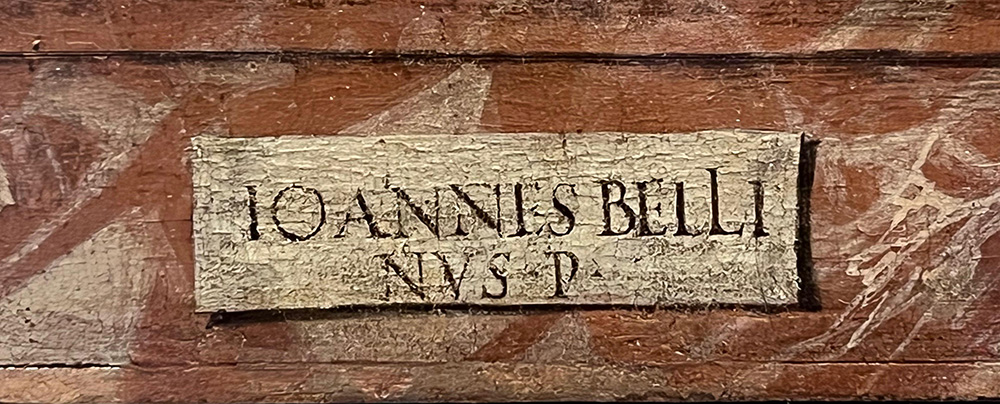 IOANNES BELLI
NVS · P ·